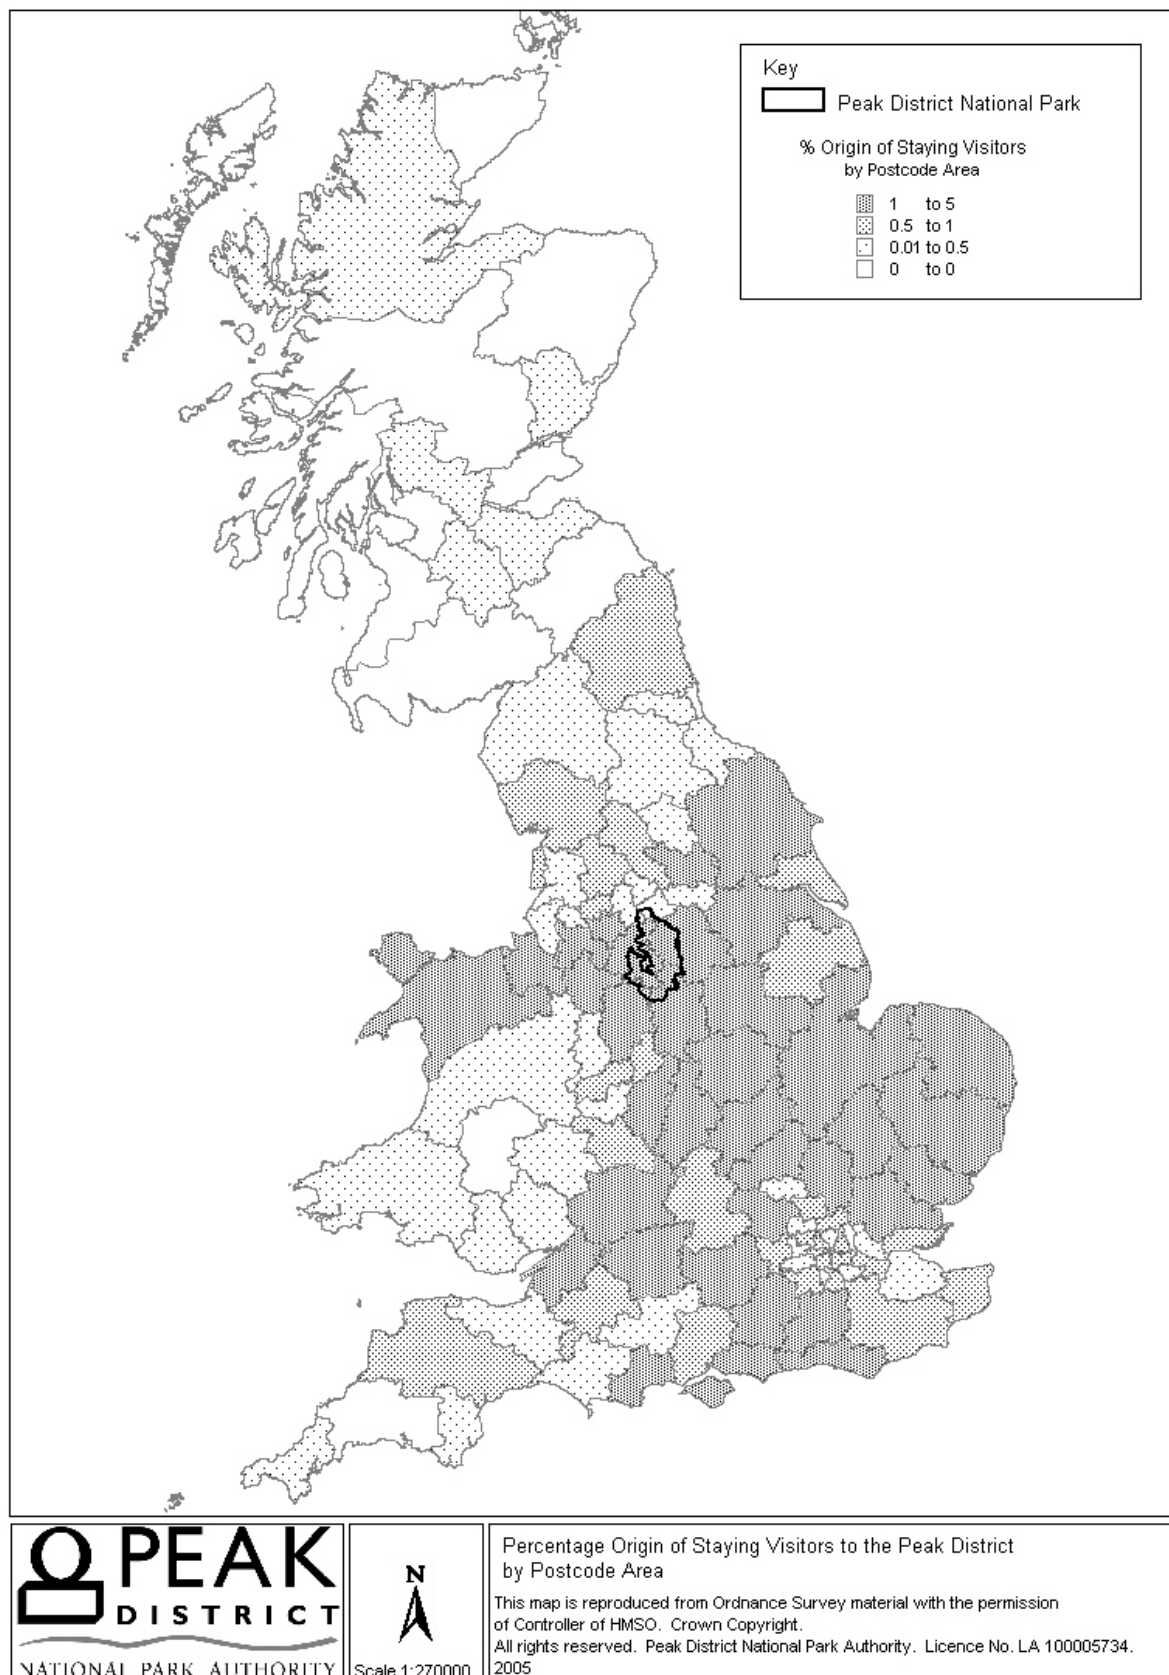 Key
Peak District National Park
% Origin of Staying Visitors
by Postcode Area
1 to 5
0.5 to 1
0.01 to 0.5
0 to 0
PEAK
DISTRICT
NATIONAL PARK AUTHORITY
N
Scale 1:270000
Percentage Origin of Staying Visitors to the Peak District
by Postcode Area
This map is reproduced from Ordnance Survey material with the permission
of Controller of HMSO. Crown Copyright.
All rights reserved. Peak District National Park Authority. Licence No. LA 100005734.
2005